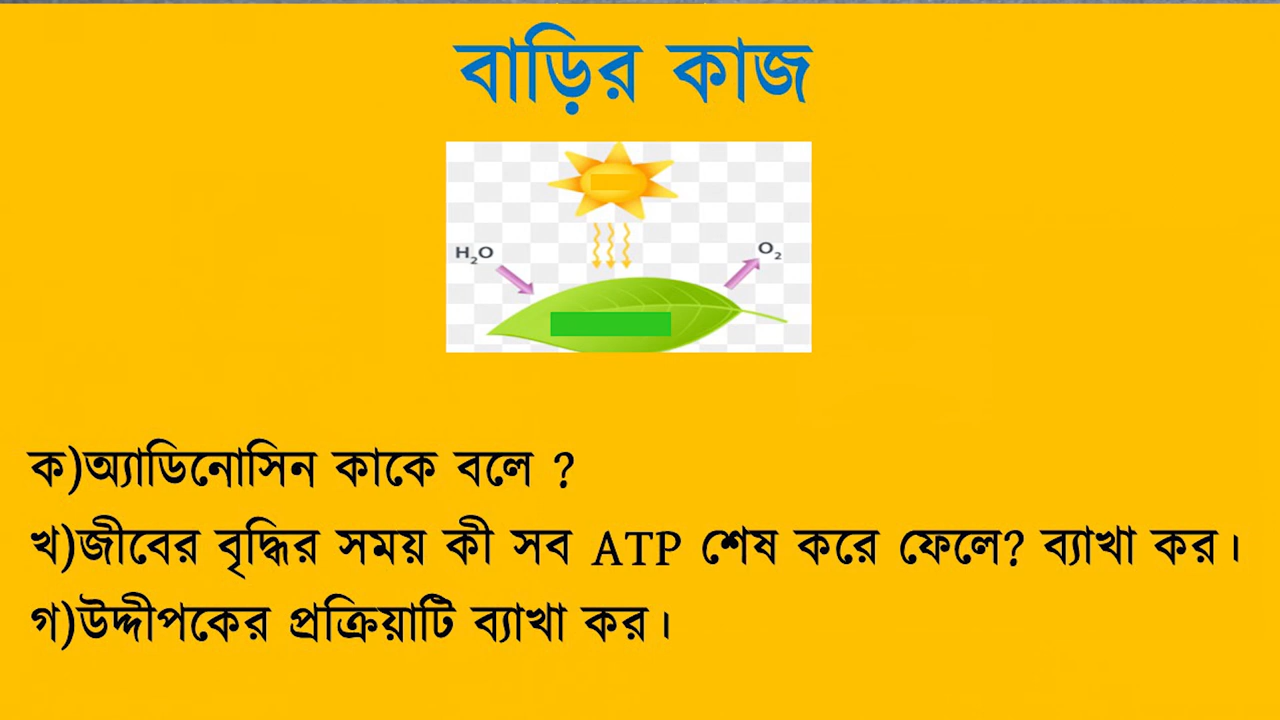 বাড়ির কাজ
H₂O
O₂
ক)অ্যাডিনোসিন কাকে বলে ?
খ)জীবের বৃদ্ধির সময় কী সব ATP শেষ করে ফেলে? ব্যাখা কর।
গ)উদ্দীপকের প্রক্রিয়াটি ব্যাখা কর।